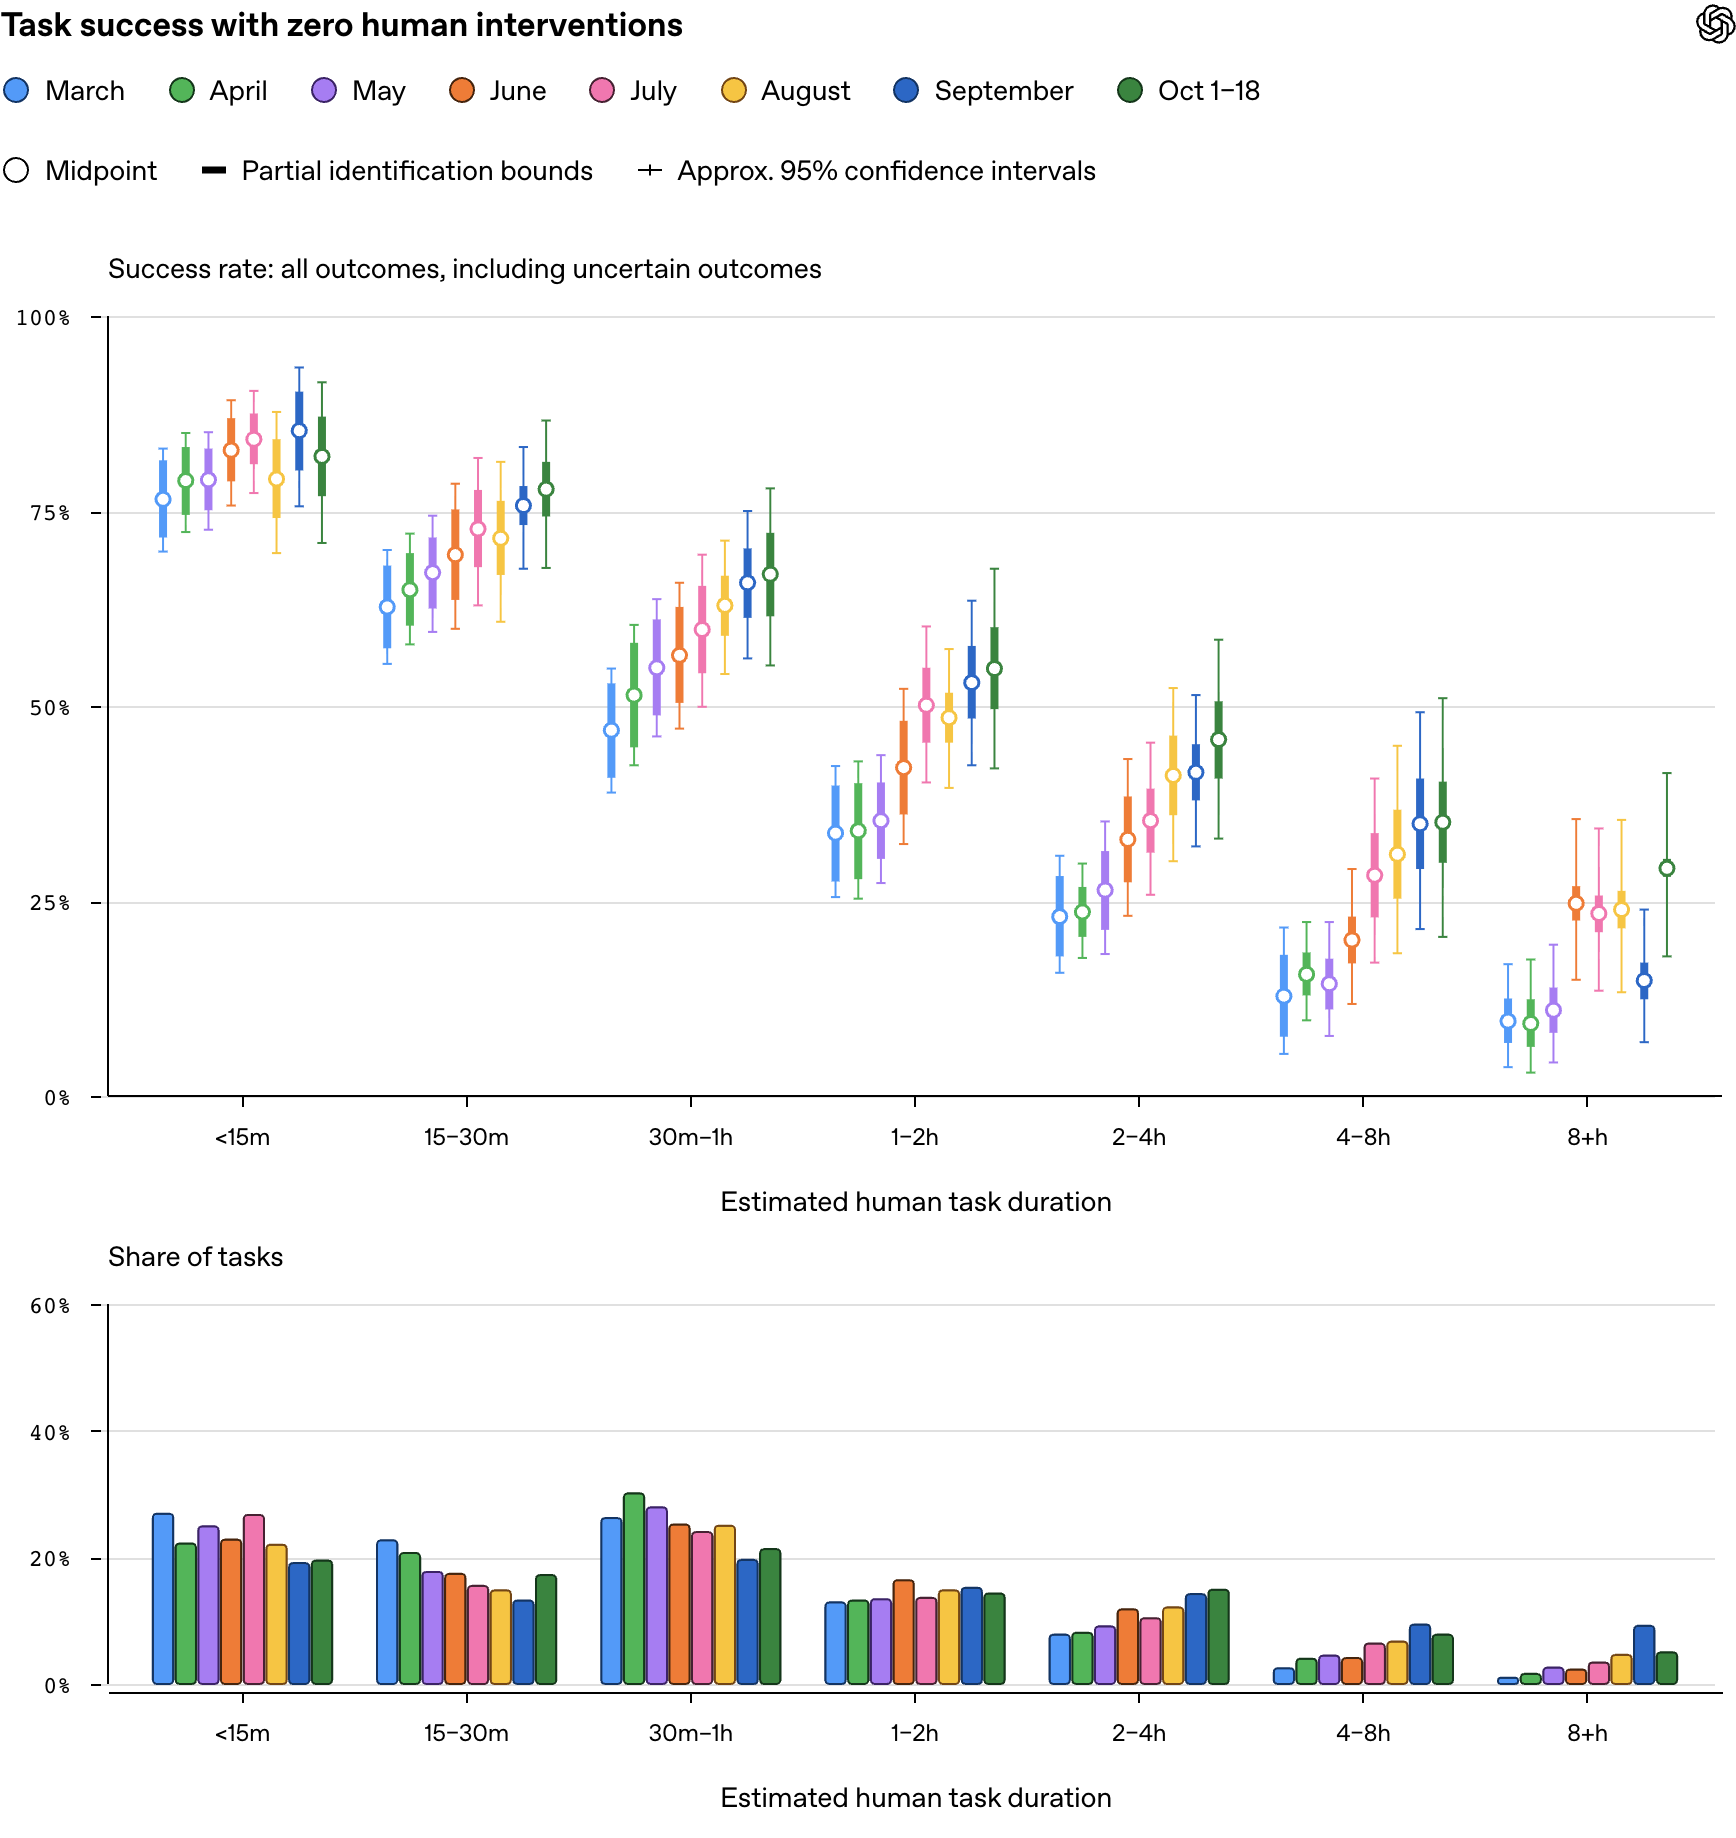 Task success with zero human interventions
March April May June July August September Oct 1–18
Midpoint Partial identification bounds Approx. 95% confidence intervals
Success rate: all outcomes, including uncertain outcomes
100%
75%
50%
25%
0%
<15m 15–30m 30m–1h 1–2h 2–4h 4–8h 8+h
Estimated human task duration
Share of tasks
60%
40%
20%
0%
<15m 15–30m 30m–1h 1–2h 2–4h 4–8h 8+h
Estimated human task duration